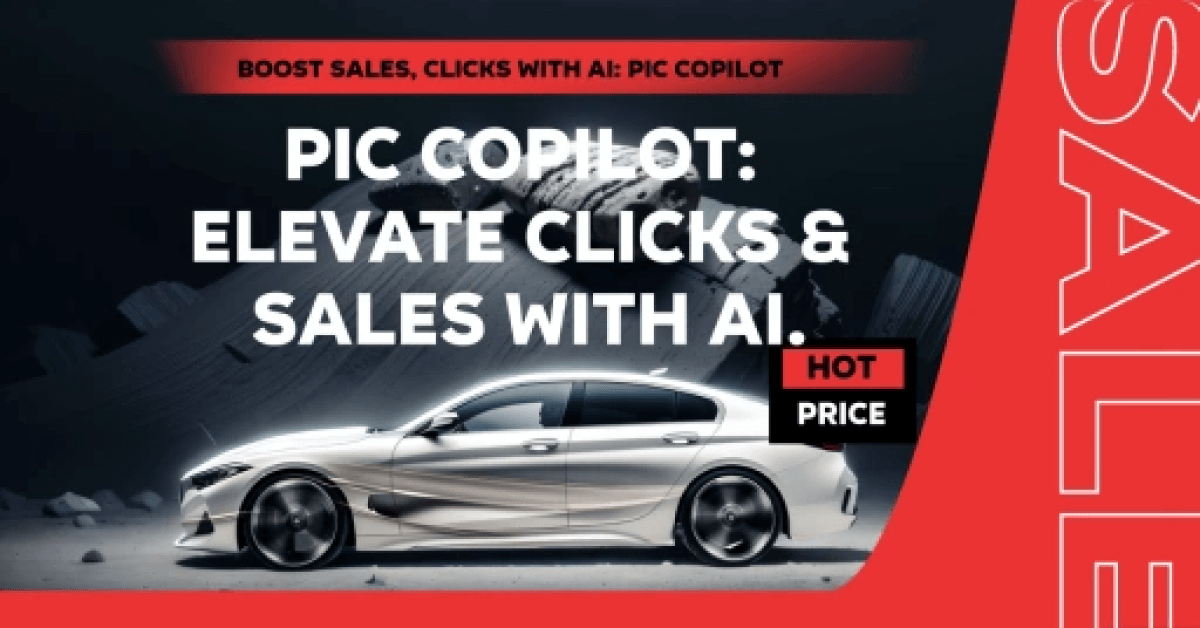 BOOST SALES, CLICKS WITH AI: PIC COPILOT
PIC COPILOT:
ELEVATE CLICKS &
SALES WITH AI.
HOT
PRICE
SALE